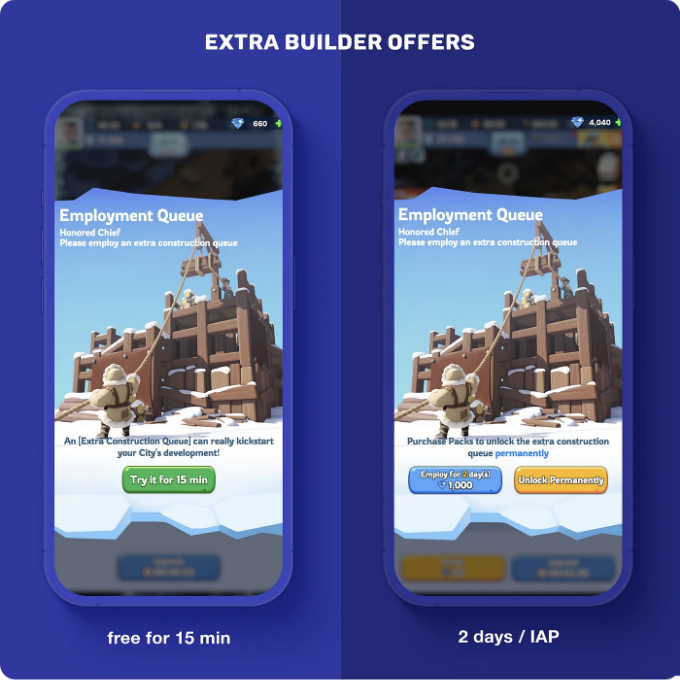 EXTRA BUILDER OFFERS
660
Employment Queue
Honored Chief
Please employ an extra construction queue
An [Extra Construction Queue] can really kickstart
your City's development!
Try it for 15 min
free for 15 min
4,040
Employment Queue
Honored Chief
Please employ an extra construction queue
Purchase Packs to unlock the extra construction
queue permanently
Employ for 2 day(s)
1,000
Unlock Permanently
2 days / IAP